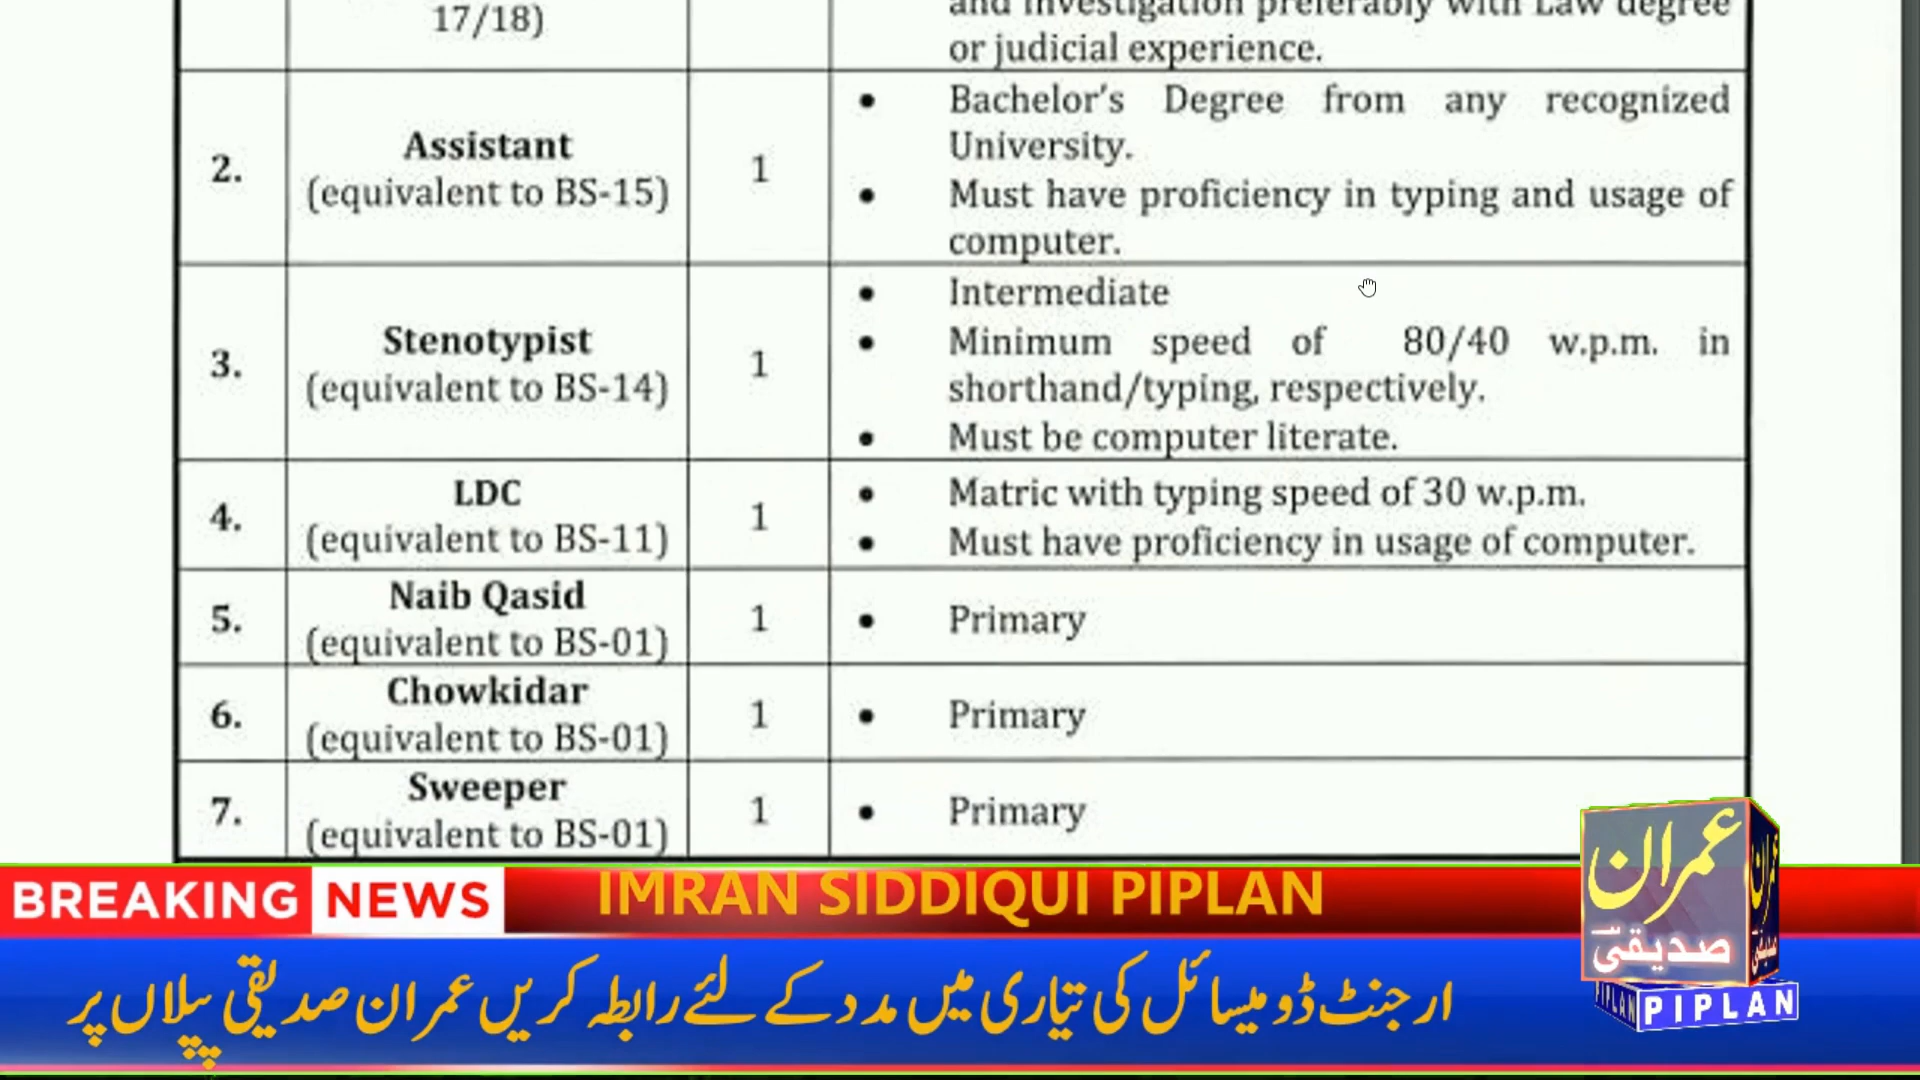 17/18)
and investigation preferably with Law degree
or judicial experience.
2.
Assistant
(equivalent to BS-15)
1
• Bachelor's Degree from any recognized
University.
• Must have proficiency in typing and usage of
computer.
3.
Stenotypist
(equivalent to BS-14)
1
• Intermediate
• Minimum speed of 80/40 w.p.m. in
shorthand/typing, respectively.
• Must be computer literate.
4.
LDC
(equivalent to BS-11)
1
• Matric with typing speed of 30 w.p.m.
• Must have proficiency in usage of computer.
5.
Naib Qasid
(equivalent to BS-01)
1
• Primary
6.
Chowkidar
(equivalent to BS-01)
1
• Primary
7.
Sweeper
(equivalent to BS-01)
1
• Primary
BREAKING NEWS
IMRAN SIDDIQUI PIPLAN
ارجنٹ ڈومیسائل کی تیاری میں مدد کے لئے رابطہ کریں عمران صدیقی پپلاں پر
عمران
صدیقی
PIPLAN
عمران
PIPLAN